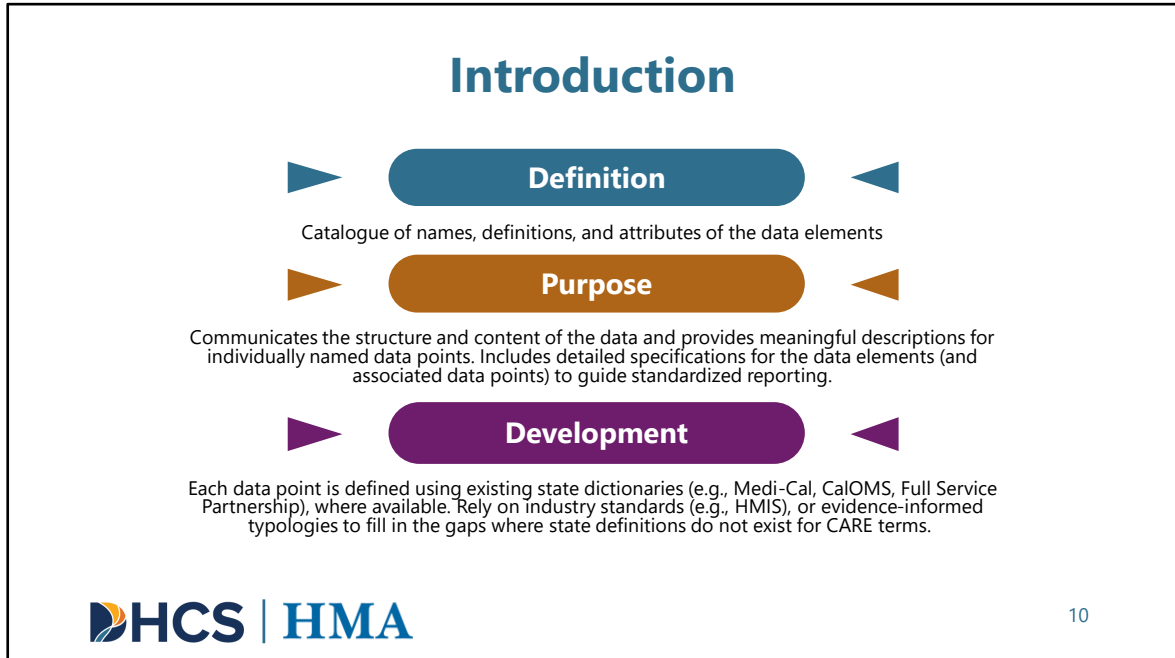 Introduction
Definition
Catalogue of names, definitions, and attributes of the data elements
Purpose
Communicates the structure and content of the data and provides meaningful descriptions for
individually named data points. Includes detailed specifications for the data elements (and
associated data points) to guide standardized reporting.
Development
Each data point is defined using existing state dictionaries (e.g., Medi-Cal, CalOMS, Full Service
Partnership), where available. Rely on industry standards (e.g., HMIS), or evidence-informed
typologies to fill in the gaps where state definitions do not exist for CARE terms.
DHCS | HMA
10